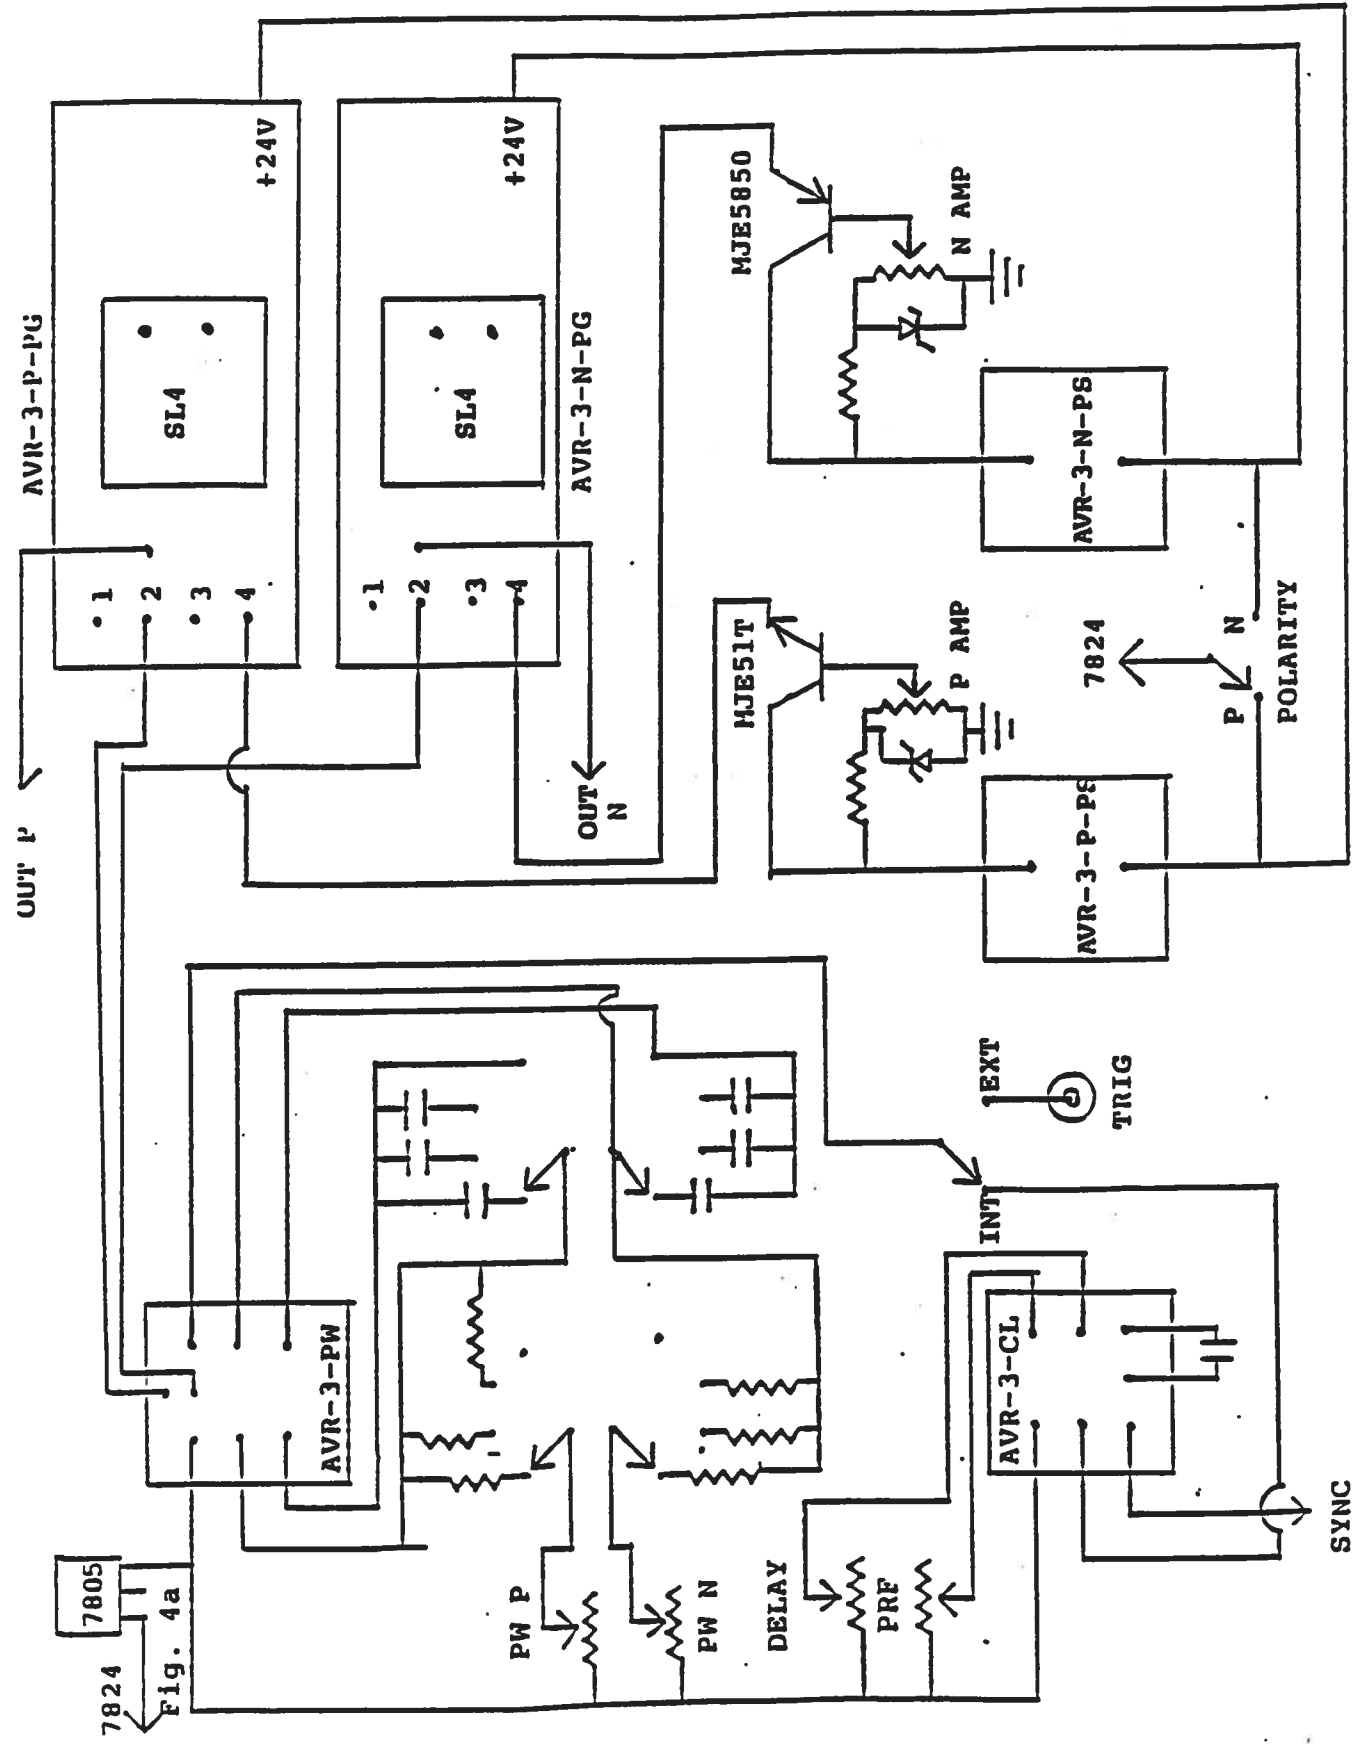 7824
Fig. 4a
7805
PW P
PW N
DELAY
PRF
SYNC
AVR-3-PW
AVR-3-CL
INT
EXT
TRIG
OUT P
OUT
N
AVR-3-P-PS
P AMP
MJE51T
P
N
POLARITY
7824
1
2
3
4
1
2
3
4
AVR-3-P-PG
SL4
+24V
AVR-3-N-PG
SL4
+24V
AVR-3-N-PS
MJE5850
N AMP